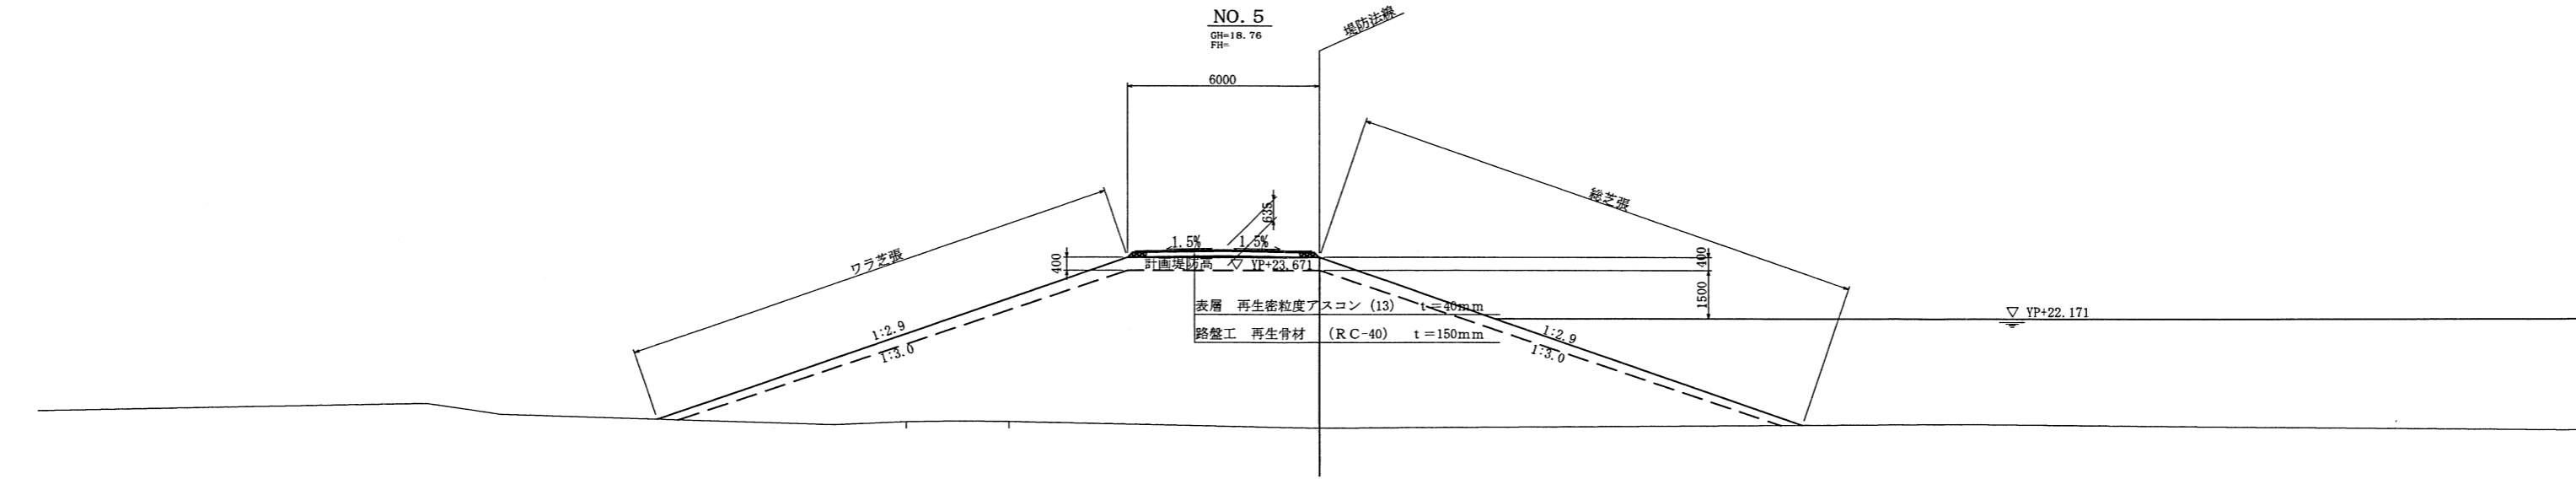 NO. 5
GH=18.76
FH=
堤防法線
6000
ワラ芝張
総芝張
635
1.5% 1.5%
400
計画堤防高 ▽ YP+23.671
400
1500
表層 再生密粒度アスコン (13) t=40mm
路盤工 再生骨材 (RC-40) t=150mm
▽ YP+22.171
1:2.9
1:3.0
1:2.9
1:3.0